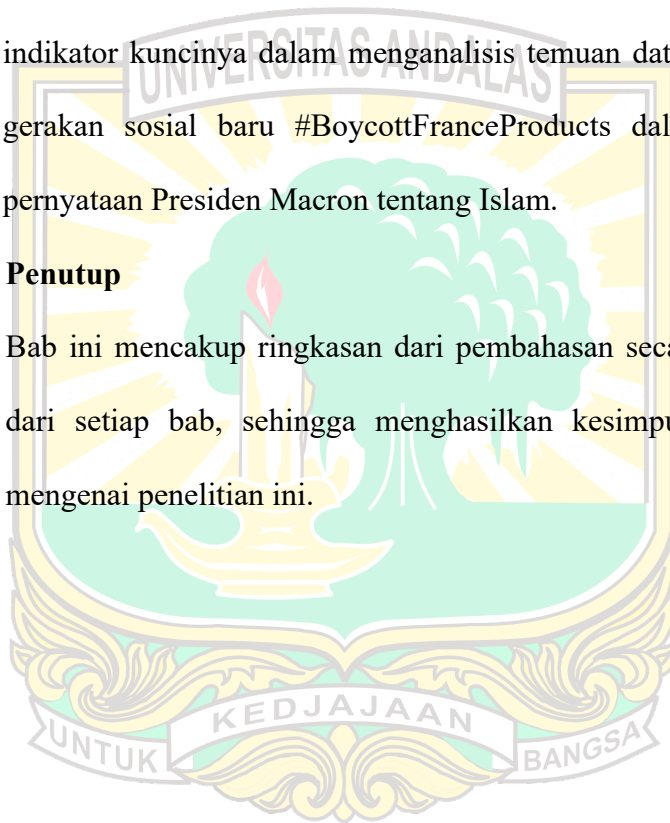 UNIVERSITAS ANDALAS
indikator kuncinya dalam menganalisis temuan dat
gerakan sosial baru #BoycottFranceProducts dal
pernyataan Presiden Macron tentang Islam.
Penutup
Bab ini mencakup ringkasan dari pembahasan seca
dari setiap bab, sehingga menghasilkan kesimpu
mengenai penelitian ini.
UNTUK KEDJAJAAN BANGSA